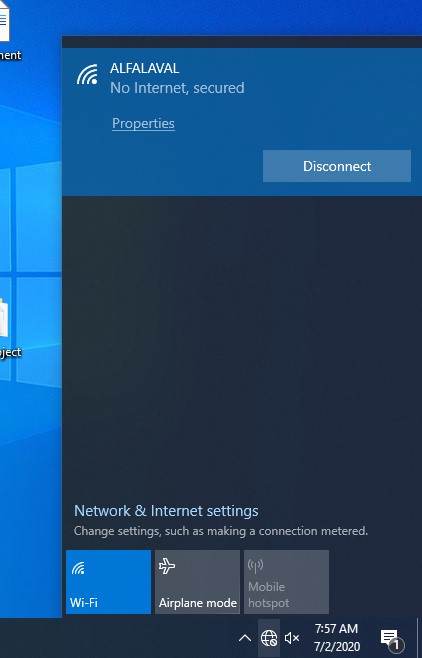 ment
ALFALAVAL
No Internet, secured
Properties
Disconnect
oject
Network & Internet settings
Change settings, such as making a connection metered.
Wi-Fi
Airplane mode
Mobile
hotspot
7:57 AM
7/2/2020
1